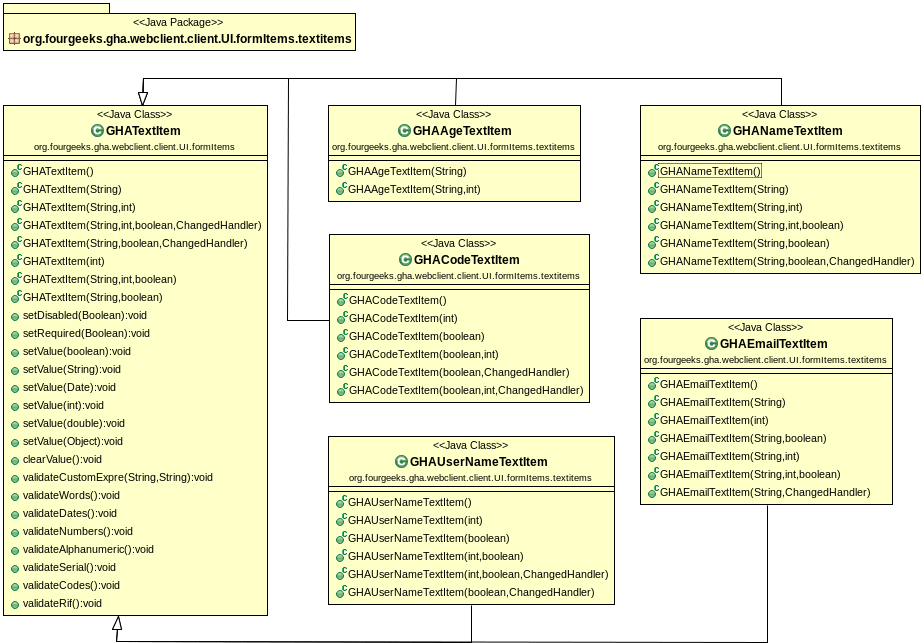 <<Java Package>>
org.fourgeeks.gha.webclient.client.UI.formItems.textitems
<<Java Class>>
GHATextItem
org.fourgeeks.gha.webclient.client.UI.formItems
GHATextItem()
GHATextItem(String)
GHATextItem(String,int)
GHATextItem(String,int,boolean,ChangedHandler)
GHATextItem(String,boolean,ChangedHandler)
GHATextItem(int)
GHATextItem(String,int,boolean)
GHATextItem(String,boolean)
setDisabled(Boolean):void
setRequired(Boolean):void
setValue(boolean):void
setValue(String):void
setValue(Date):void
setValue(int):void
setValue(double):void
setValue(Object):void
clearValue():void
validateCustomExpre(String,String):void
validateWords():void
validateDates():void
validateNumbers():void
validateAlphanumeric():void
validateSerial():void
validateCodes():void
validateRif():void
<<Java Class>>
GHAAgeTextItem
org.fourgeeks.gha.webclient.client.UI.formItems.textitems
GHAAgeTextItem(String)
GHAAgeTextItem(String,int)
<<Java Class>>
GHACodeTextItem
org.fourgeeks.gha.webclient.client.UI.formItems.textitems
GHACodeTextItem()
GHACodeTextItem(int)
GHACodeTextItem(boolean)
GHACodeTextItem(boolean,int)
GHACodeTextItem(boolean,ChangedHandler)
GHACodeTextItem(boolean,int,ChangedHandler)
<<Java Class>>
GHAUserNameTextItem
org.fourgeeks.gha.webclient.client.UI.formItems.textitems
GHAUserNameTextItem()
GHAUserNameTextItem(int)
GHAUserNameTextItem(boolean)
GHAUserNameTextItem(int,boolean)
GHAUserNameTextItem(int,boolean,ChangedHandler)
GHAUserNameTextItem(boolean,ChangedHandler)
<<Java Class>>
GHANameTextItem
org.fourgeeks.gha.webclient.client.UI.formItems.textitems
GHANameTextItem()
GHANameTextItem(String)
GHANameTextItem(String,int)
GHANameTextItem(String,int,boolean)
GHANameTextItem(String,boolean)
GHANameTextItem(String,boolean,ChangedHandler)
<<Java Class>>
GHAEmailTextItem
org.fourgeeks.gha.webclient.client.UI.formItems.textitems
GHAEmailTextItem()
GHAEmailTextItem(String)
GHAEmailTextItem(int)
GHAEmailTextItem(String,boolean)
GHAEmailTextItem(String,int)
GHAEmailTextItem(String,int,boolean)
GHAEmailTextItem(String,ChangedHandler)